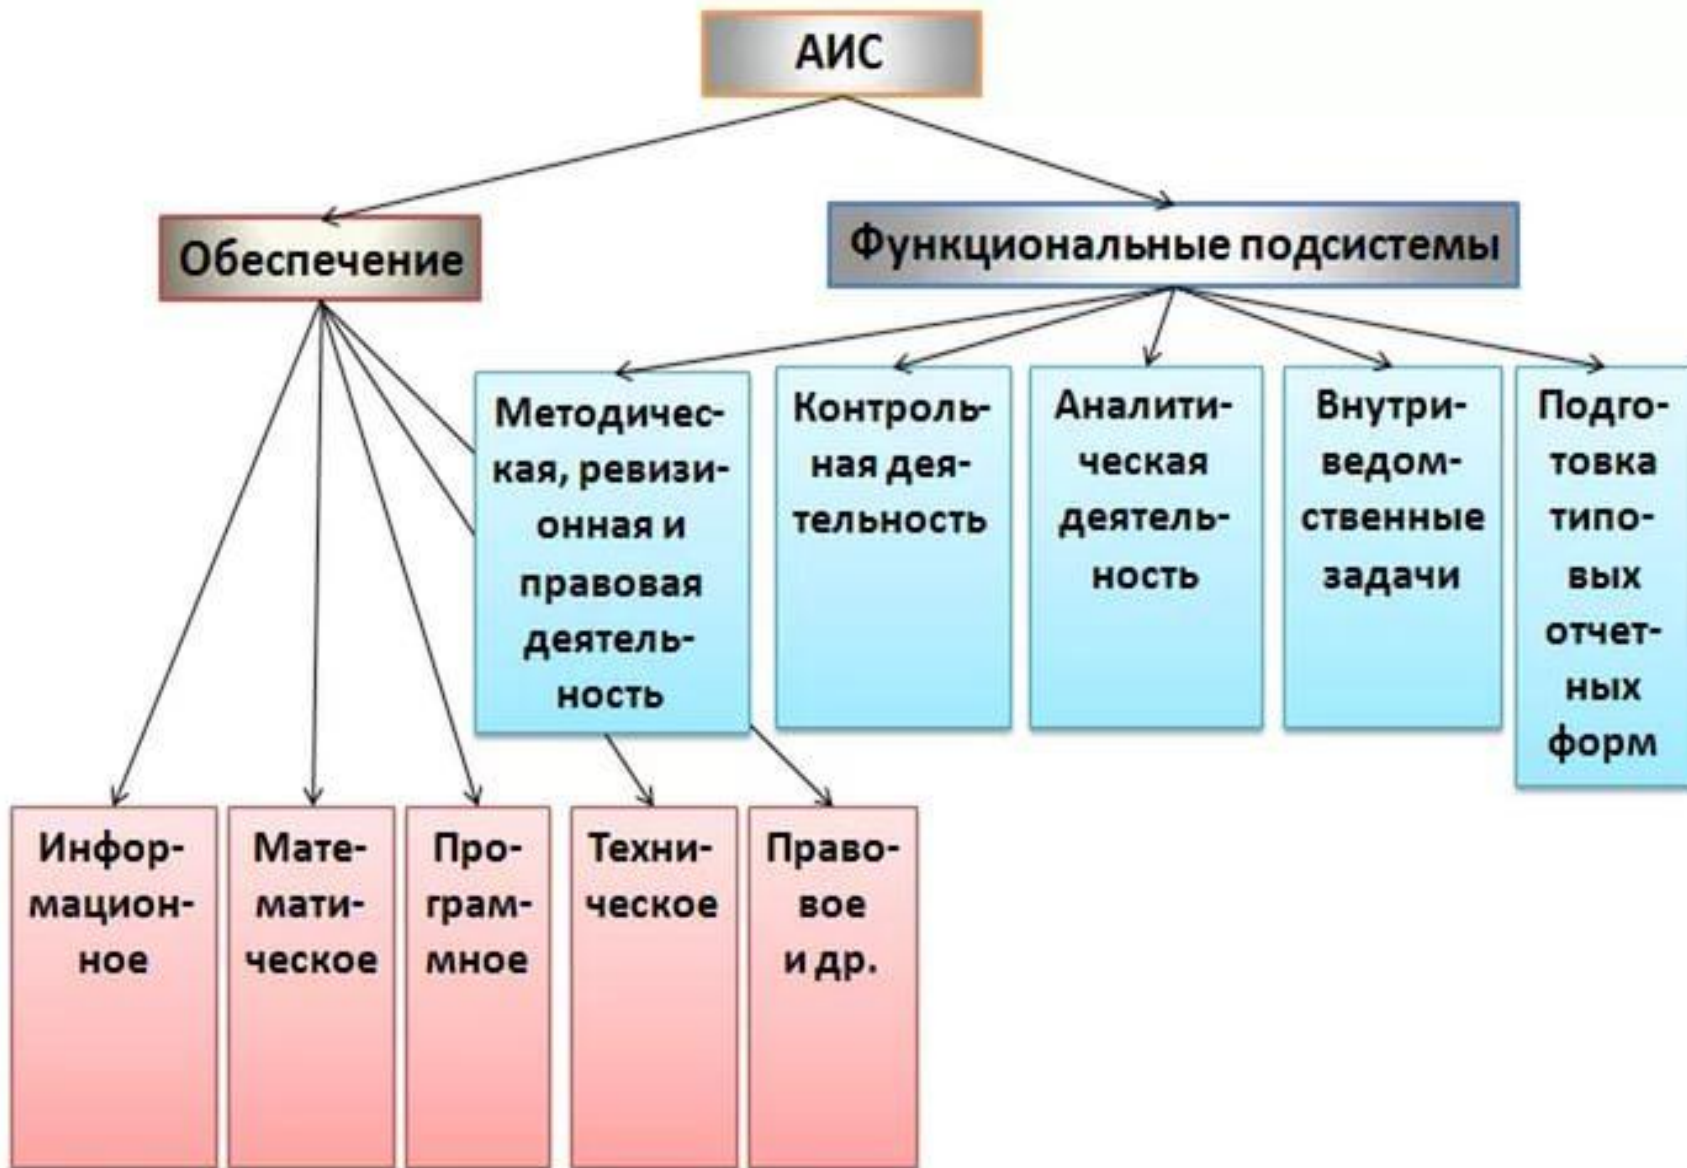 АИС
Обеспечение
Функциональные подсистемы
Методичес-
кая, ревизи-
онная и
правовая
деятель-
ность
Контроль-
ная дея-
тельность
Аналити-
ческая
деятель-
ность
Внутри-
ведом-
ственные
задачи
Подго-
товка
типо-
вых
отчет-
ных
форм
Инфор-
мацион-
ное
Мате-
мати-
ческое
Про-
грам-
мное
Техни-
ческое
Право-
вое
и др.